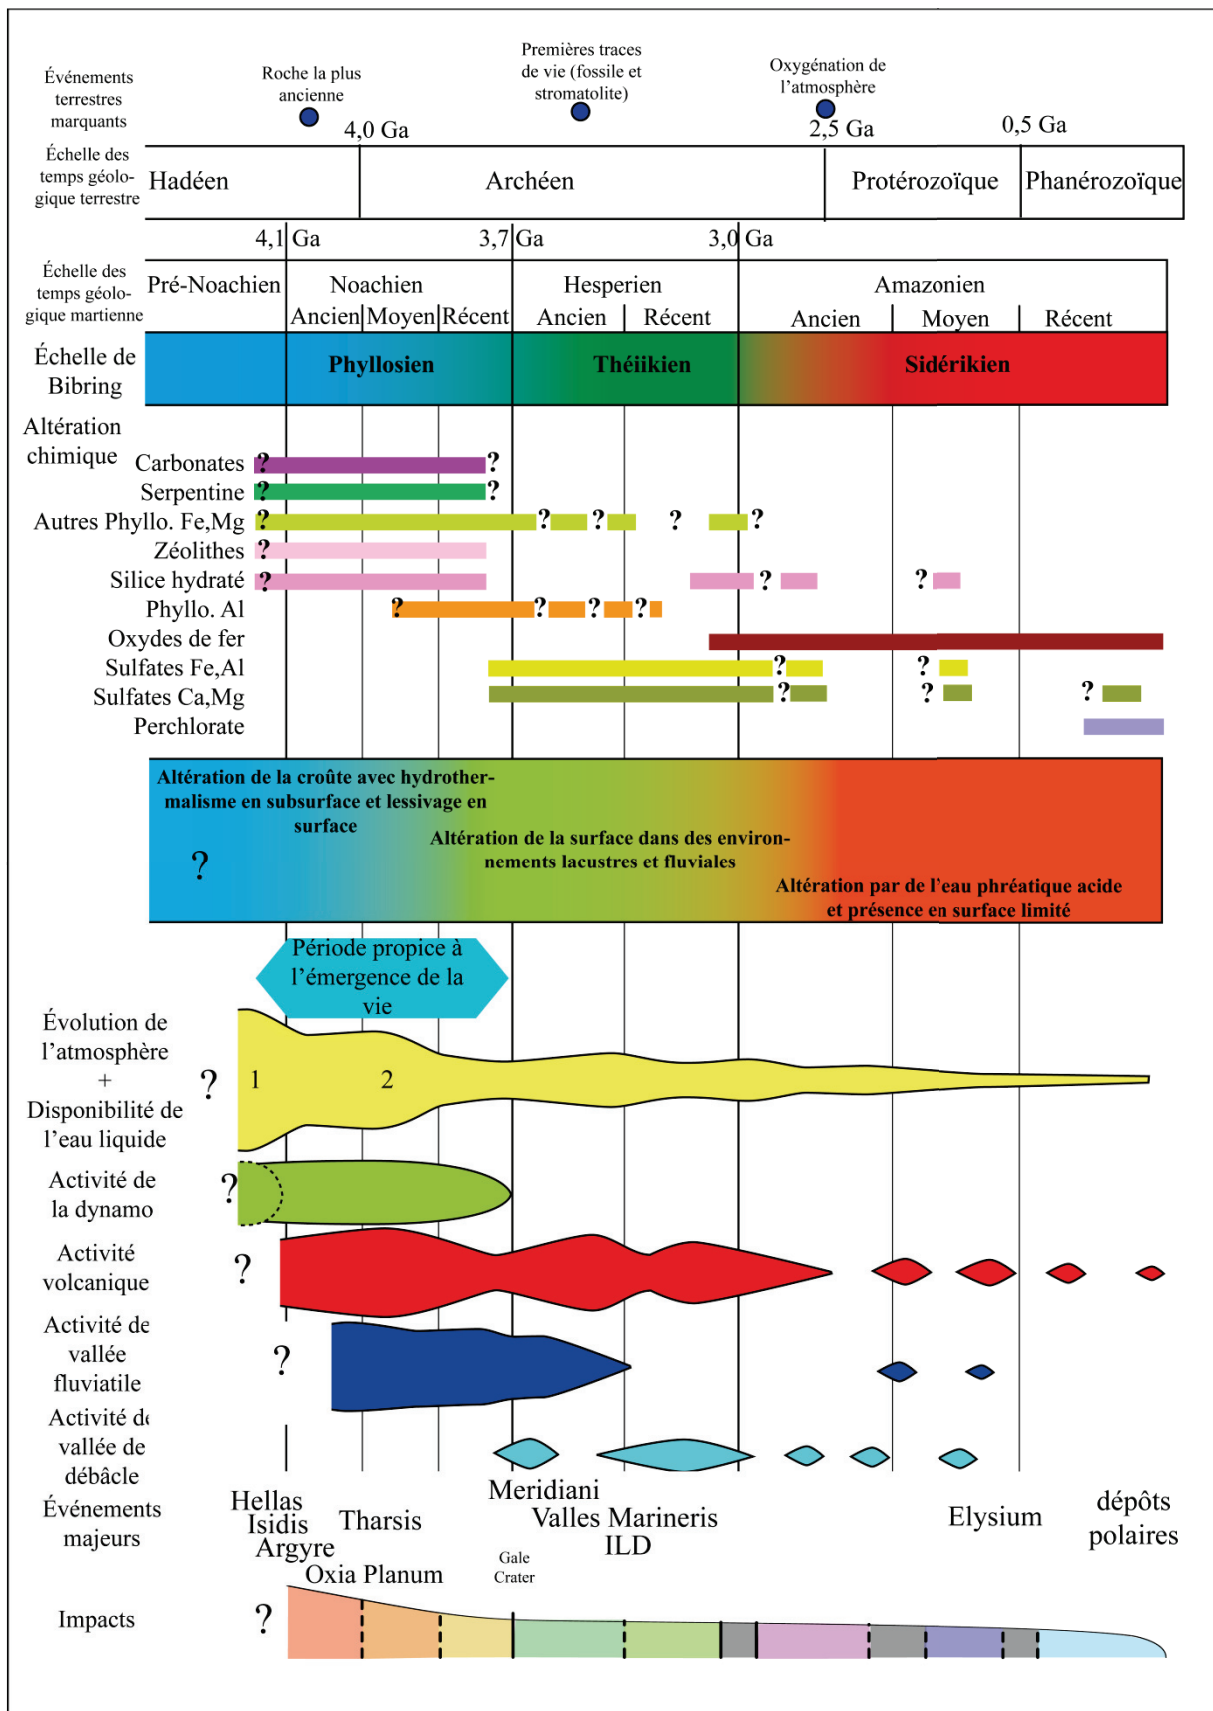 Événements
terrestres
marquants
Roche la plus
ancienne
Premières traces
de vie (fossile et
stromatolite)
Oxygénation de
l'atmosphère
4,0 Ga
2,5 Ga
0,5 Ga
Échelle des
temps géolo-
gique terrestre
Hadéen
Archéen
Protérozoïque
Phanérozoïque
4,1 Ga
3,7 Ga
3,0 Ga
Échelle des
temps géolo-
gique martienne
Pré-Noachien
Noachien
Hesperien
Amazonien
Ancien
Moyen
Récent
Ancien
Récent
Ancien
Moyen
Récent
Échelle de
Bibring
Phyllosien
Théiikien
Sidérikien
Altération
chimique
Carbonates
? ?
Serpentine
? ?
Autres Phyllo. Fe,Mg
? ? ? ? ?
Zéolithes
?
Silice hydraté
? ? ?
Phyllo. Al
? ? ? ?
Oxydes de fer
Sulfates Fe,Al
? ?
Sulfates Ca,Mg
? ? ?
Perchlorate
Altération de la croûte avec hydrother-
malisme en subsurface et lessivage en
surface
?
Altération de la surface dans des environ-
nements lacustres et fluviales
Altération par de l'eau phréatique acide
et présence en surface limité
Période propice à
l'émergence de la
vie
Évolution de
l'atmosphère
+
Disponibilité de
l'eau liquide
?
1
2
Activité de
la dynamo
?
Activité
volcanique
?
Activité de
vallée
fluviatile
?
Activité de
vallée de
débâcle
Événements
majeurs
Hellas
Isidis
Argyre
Tharsis
Oxia Planum
Meridiani
Valles Marineris
ILD
Gale
Crater
Elysium
dépôts
polaires
Impacts
?